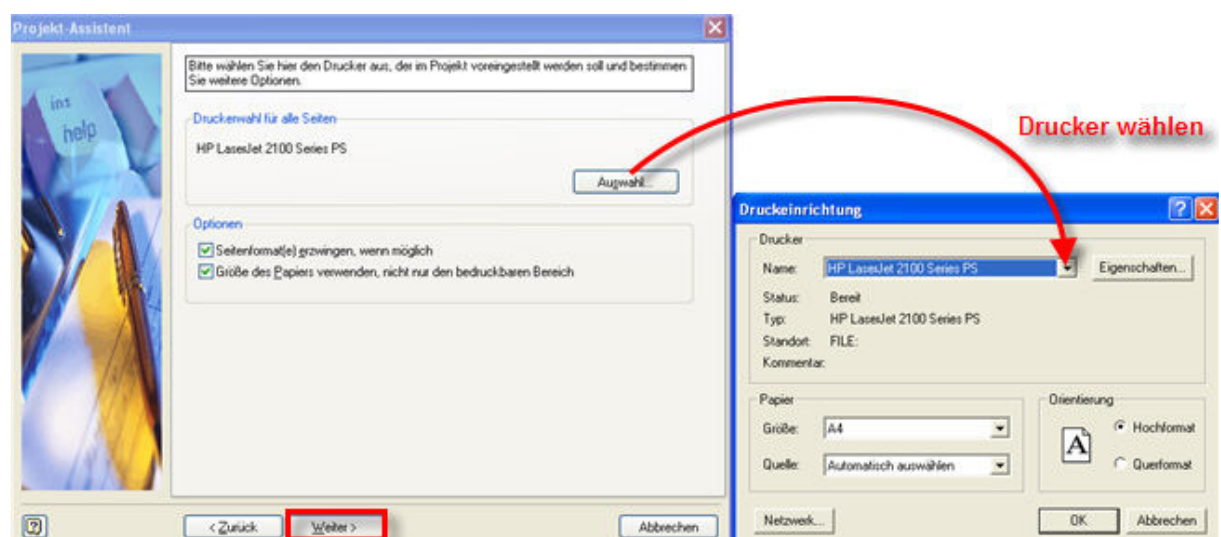 Projekt-Assistent
ins
help
Bitte wählen Sie hier den Drucker aus, der im Projekt voreingestellt werden soll und bestimmen
Sie weitere Optionen.
Druckerwahl für alle Seiten
HP LaserJet 2100 Series PS
Auswahl...
Optionen
Seitenformat(e) erzwingen, wenn möglich
Größe des Papiers verwenden, nicht nur den bedruckbaren Bereich
< Zurück
Weiter >
Abbrechen
Drucker wählen
Druckeinrichtung
Drucker
Name: HP LaserJet 2100 Series PS
Eigenschaften...
Status: Bereit
Typ: HP LaserJet 2100 Series PS
Standort: FILE:
Kommentar:
Papier
Größe: A4
Quelle: Automatisch auswählen
Orientierung
A
Hochformat
Querformat
Netzwerk...
OK
Abbrechen